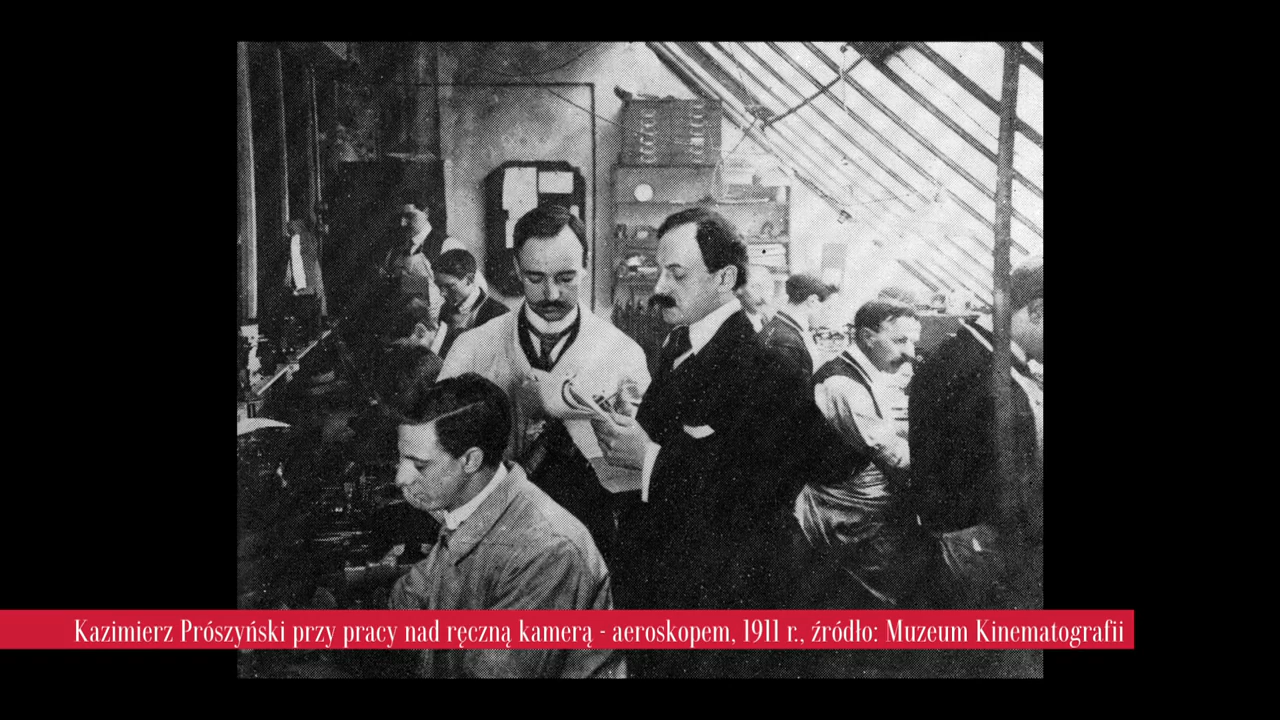 Kazimierz Prószyński przy pracy nad ręczną kamerą - aeroskopem, 1911 r., źródło: Muzeum Kinematografii